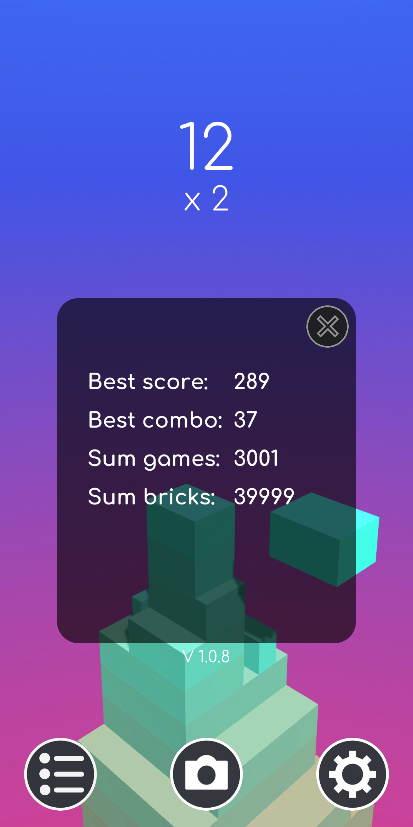 12
x 2
Best score: 289
Best combo: 37
Sum games: 3001
Sum bricks: 39999
V 1.0.8